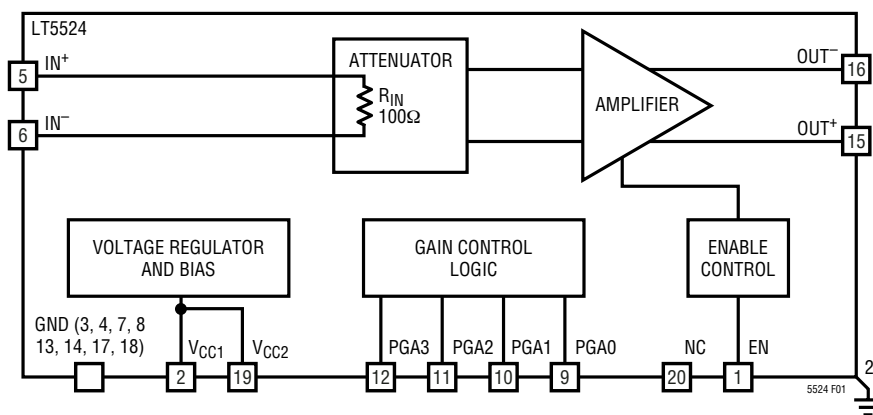 LT5524
IN+
5
IN–
6
ATTENUATOR
RIN
100Ω
AMPLIFIER
OUT–
16
OUT+
15
VOLTAGE REGULATOR
AND BIAS
GAIN CONTROL
LOGIC
ENABLE
CONTROL
GND (3, 4, 7, 8
13, 14, 17, 18)
VCC1
VCC2
PGA3
PGA2
PGA1
PGA0
NC
EN
2
19
12
11
10
9
20
1
2
5524 F01